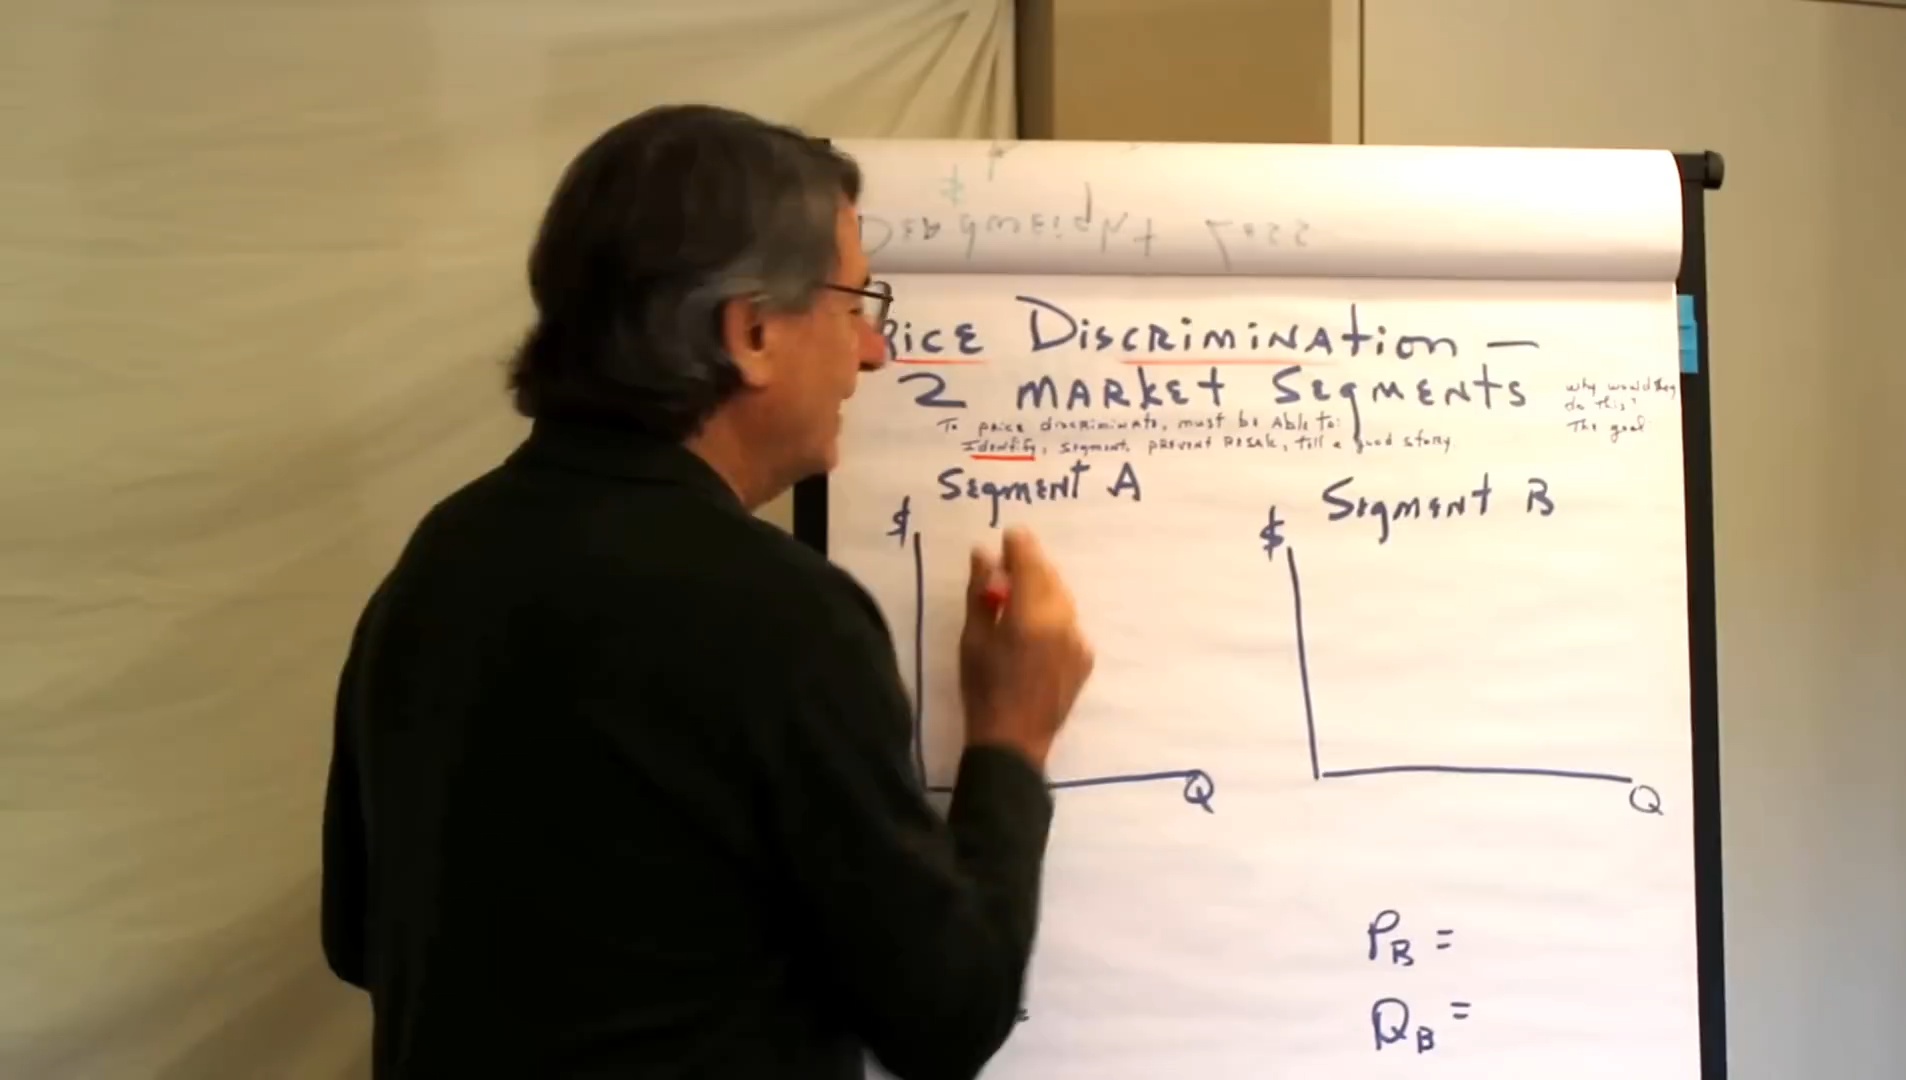 RICE DISCRIMINATION –
2 MARKET SEGMENTS
why would they
do this?
The goal:
To price discriminate, must be able to:
Identify, segment, prevent resale, tell a good story
Segment A
Segment B
$
$
Q
Q
PB =
QB =
=